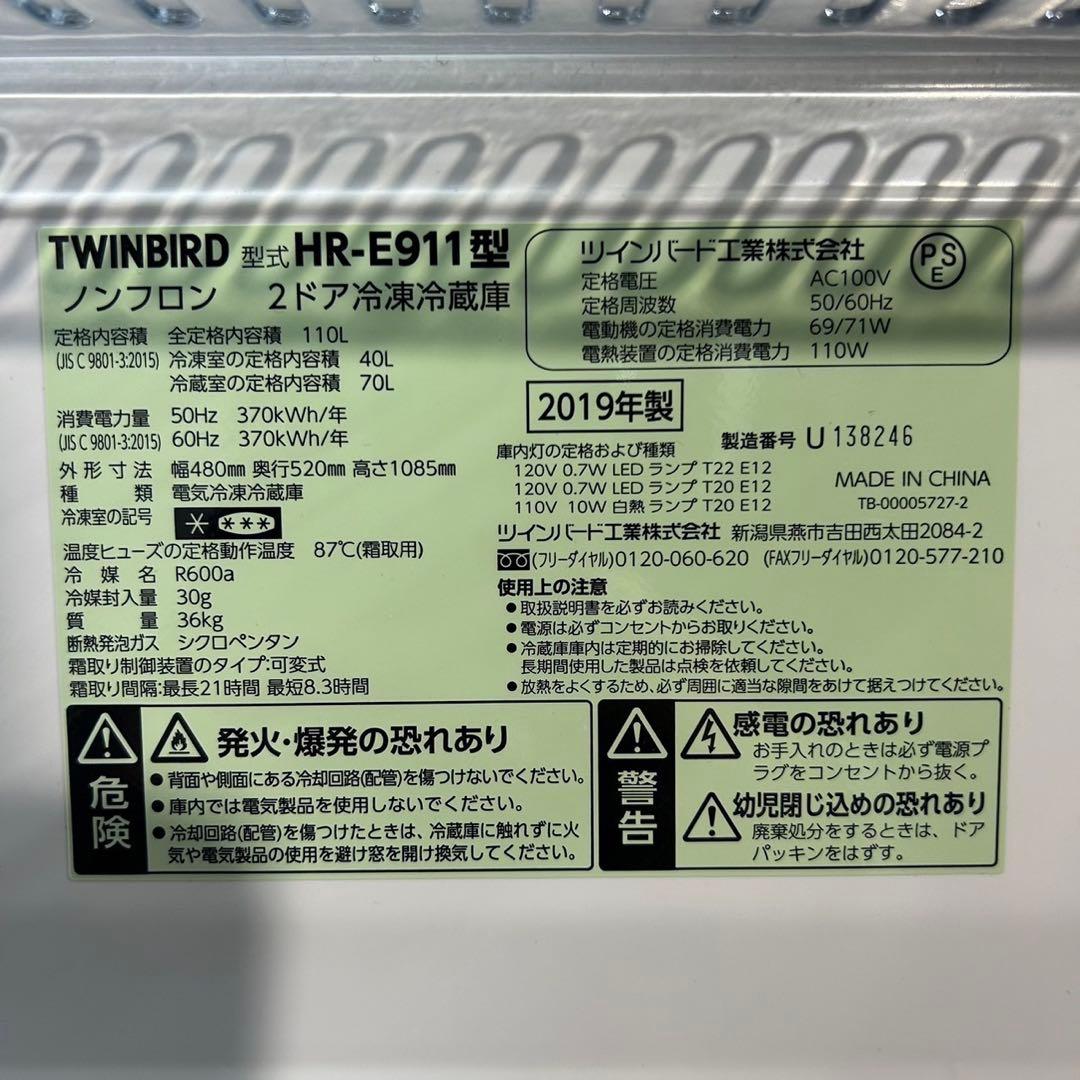 TWINBIRD 型式 HR-E911型
ノンフロン 2ドア冷凍冷蔵庫
定格内容積 全定格内容積 110L
(JIS C 9801-3:2015) 冷凍室の定格内容積 40L
冷蔵室の定格内容積 70L
消費電力量 50Hz 370kWh/年
(JIS C 9801-3:2015) 60Hz 370kWh/年
外形寸法 幅480mm 奥行520mm 高さ1085mm
種類 電気冷凍冷蔵庫
冷凍室の記号
温度ヒューズの定格動作温度 87℃(霜取用)
冷媒名 R600a
冷媒封入量 30g
質量 36kg
断熱発泡ガス シクロペンタン
霜取り制御装置のタイプ:可変式
霜取り間隔:最長21時間 最短8.3時間
ツインバード工業株式会社
PSE
定格電圧 AC100V
定格周波数 50/60Hz
電動機の定格消費電力 69/71W
電熱装置の定格消費電力 110W
2019年製
製造番号 U 138246
庫内灯の定格および種類
120V 0.7W LED ランプ T22 E12
120V 0.7W LED ランプ T20 E12
110V 10W 白熱ランプ T20 E12
MADE IN CHINA
TB-00005727-2
ツインバード工業株式会社 新潟県燕市吉田西太田2084-2
(フリーダイヤル)0120-060-620 (FAXフリーダイヤル)0120-577-210
使用上の注意
●取扱説明書を必ずお読みください。
●電源は必ずコンセントからお取りください。
●冷蔵庫庫内は定期的にお掃除してください。
長期間使用した製品は点検を依頼してください。
●放熱をよくするため、必ず周囲に適当な隙間をあけて据えつけてください。
危険
発火・爆発の恐れあり
●背面や側面にある冷却回路(配管)を傷つけないでください。
●庫内では電気製品を使用しないでください。
●冷却回路(配管)を傷つけたときは、冷蔵庫に触れずに火
気や電気製品の使用を避け窓を開け換気してください。
警告
感電の恐れあり
お手入れのときは必ず電源プ
ラグをコンセントから抜く。
幼児閉じ込めの恐れあり
廃棄処分をするときは、ドア
パッキンをはずす。